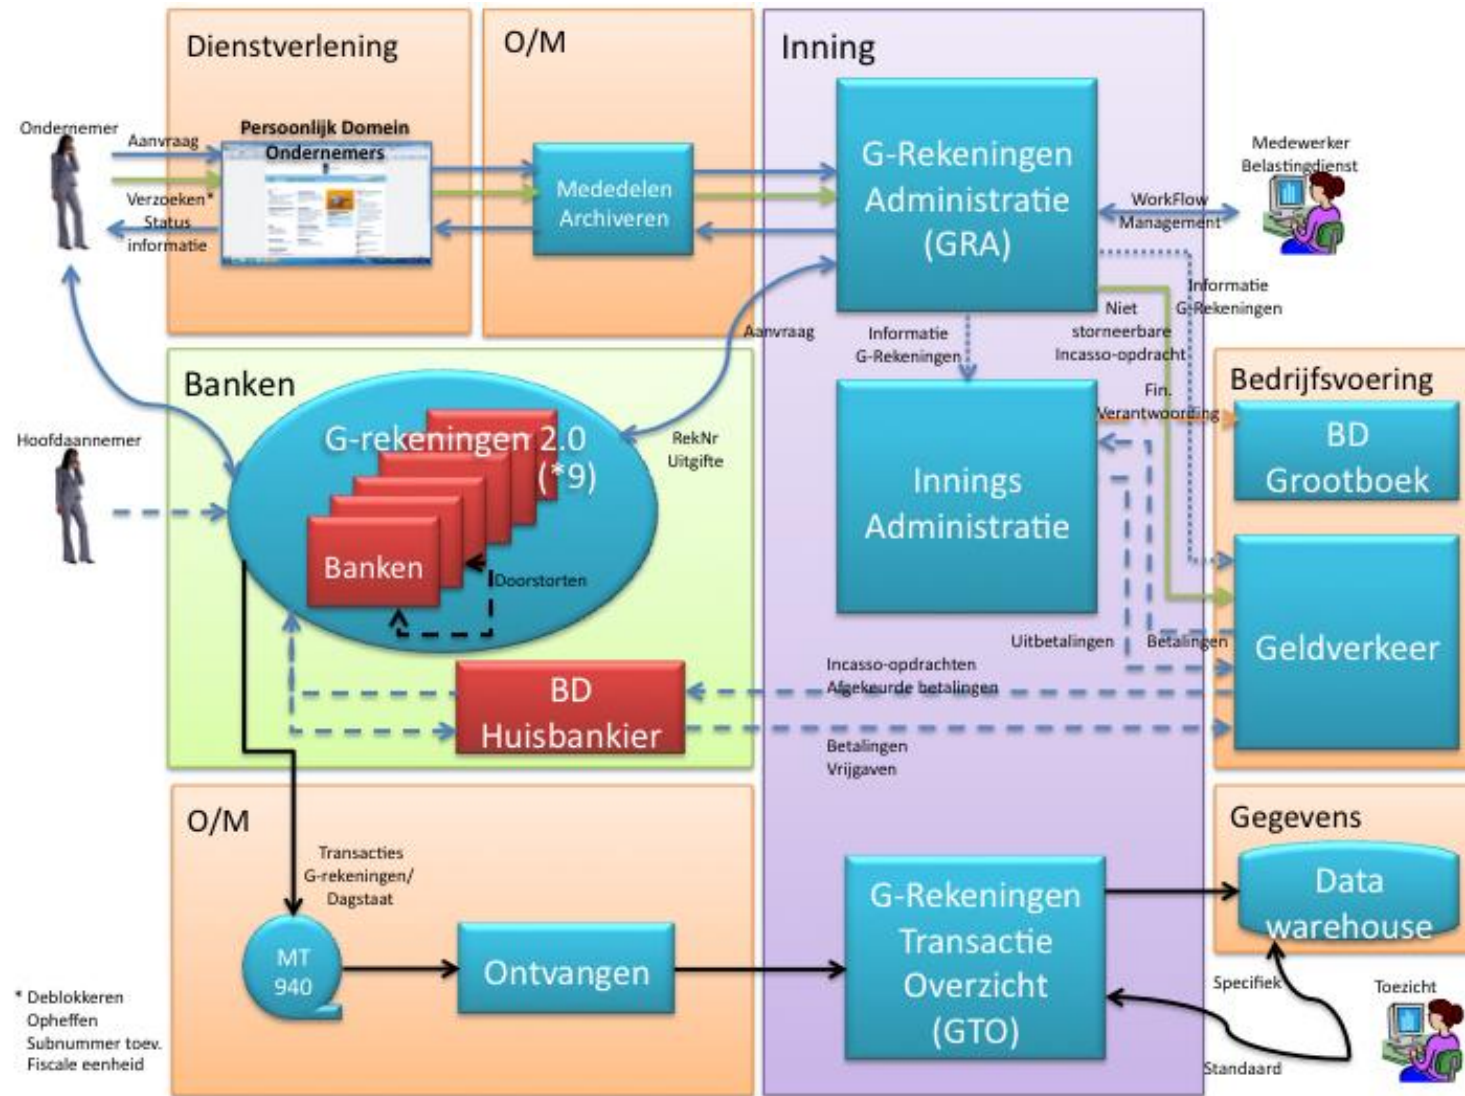 Dienstverlening
O/M
Inning
Ondernemer
Aanvraag
Verzoeken*
Status
informatie
Persoonlijk Domein
Ondernemers
Mededelen
Archiveren
G-Rekeningen
Administratie
(GRA)
WorkFlow
Management
Medewerker
Belastingdienst
Aanvraag
Informatie
G-Rekeningen
Niet
storneerbare
Incasso-opdracht
Informatie
G-Rekeningen
Banken
G-rekeningen 2.0
(*9)
Banken
Doorstorten
RekNr
Uitgifte
Hoofdaannemer
Innings
Administratie
Fin.
Verantwoording
Bedrijfsvoering
BD
Grootboek
Geldverkeer
Uitbetalingen
Betalingen
Incasso-opdrachten
Afgekeurde betalingen
BD
Huisbankier
Betalingen
Vrijgaven
O/M
Transacties
G-rekeningen/
Dagstaat
MT
940
Ontvangen
G-Rekeningen
Transactie
Overzicht
(GTO)
Gegevens
Data
warehouse
Specifiek
Toezicht
Standaard
* Deblokkeren
Opheffen
Subnummer toev.
Fiscale eenheid